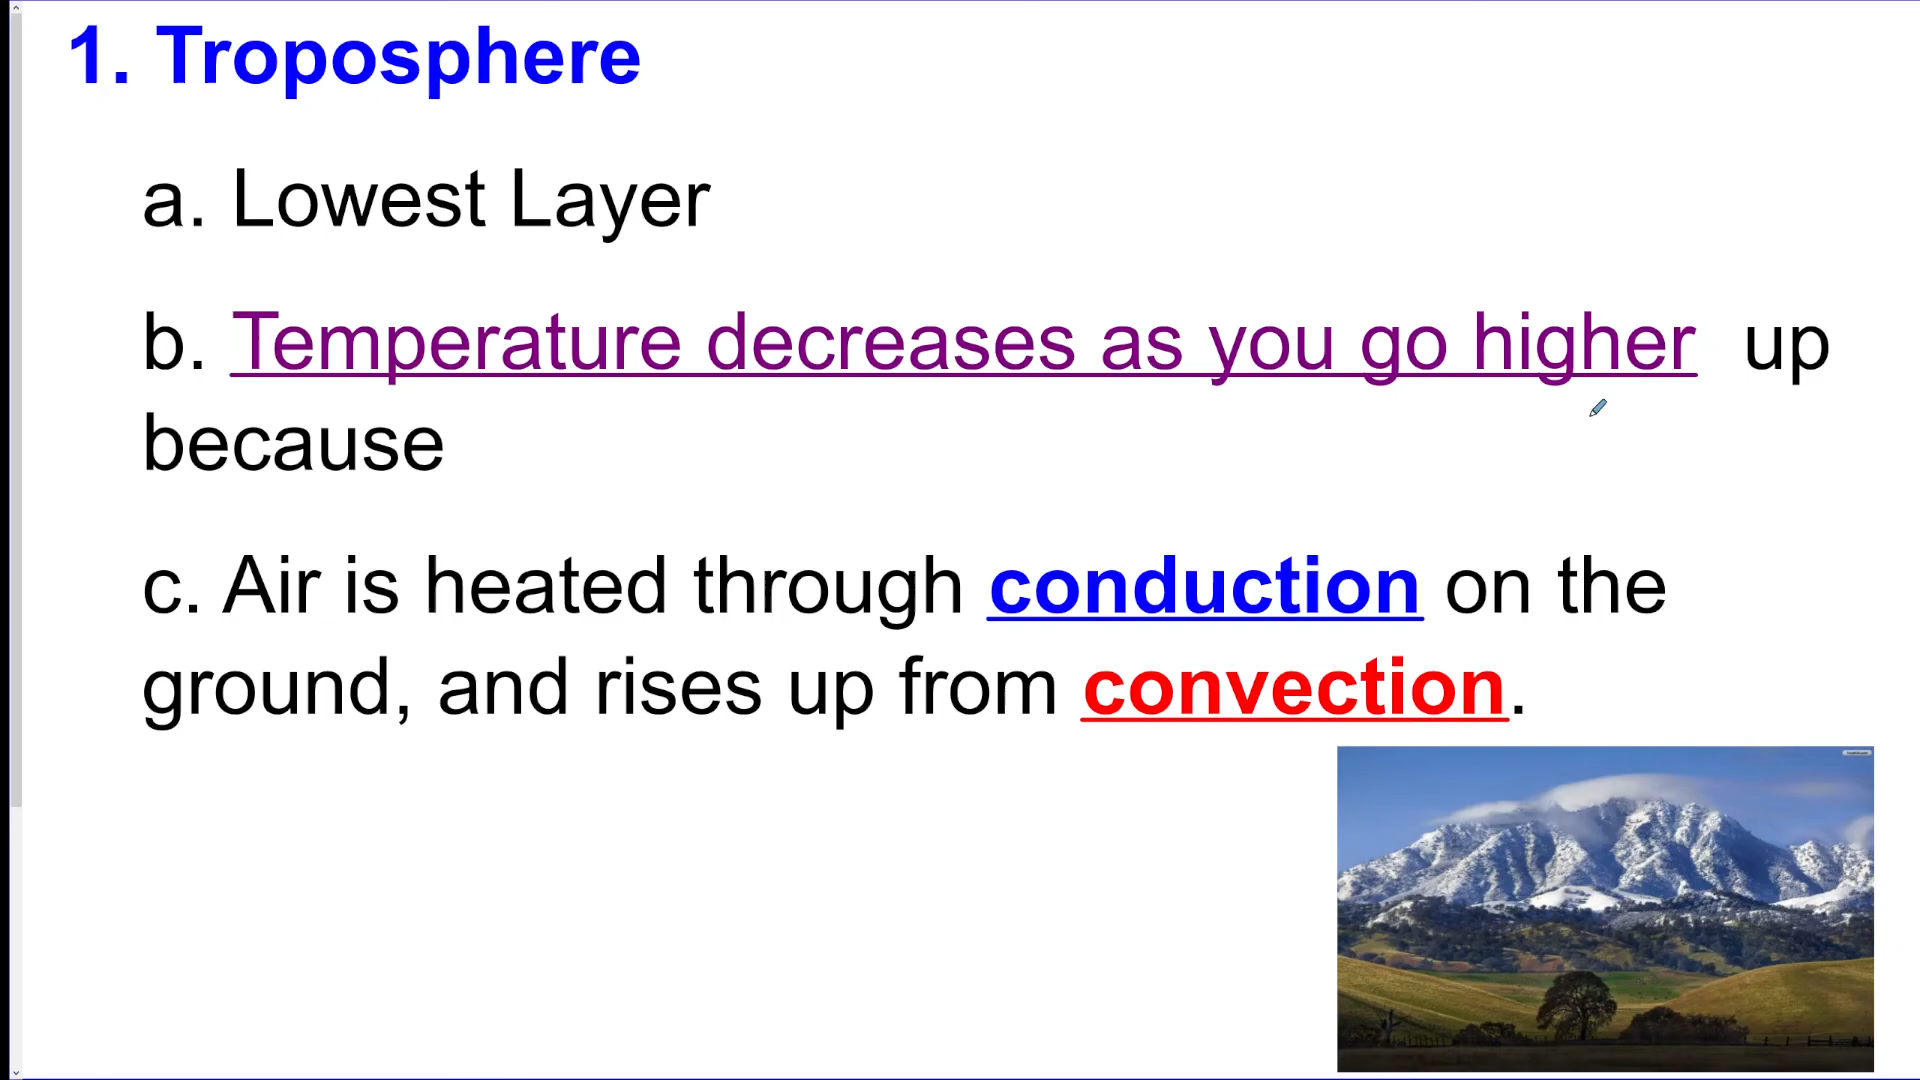 1. Troposphere
a. Lowest Layer
b. Temperature decreases as you go higher up
because
c. Air is heated through conduction on the
ground, and rises up from convection.